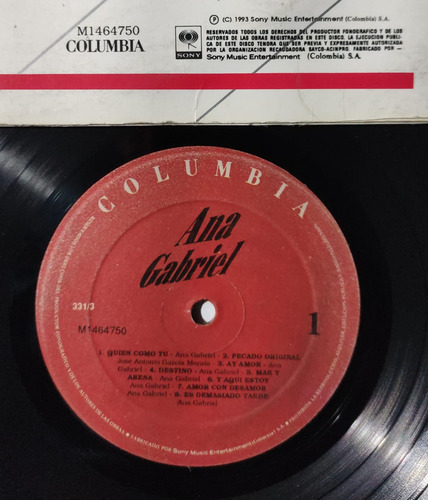 M1464750
COLUMBIA
SONY
Ⓟ (C) 1993 Sony Music Entertainment (Colombia) S.A.
RESERVADOS TODOS LOS DERECHOS DEL PRODUCTOR FONOGRAFICO Y DE LOS
AUTORES DE LAS OBRAS REGISTRADAS EN ESTE DISCO. LA EJECUCION PUBLI-
CA DE ESTE DISCO TENDRA QUE SER PREVIA Y EXPRESAMENTE AUTORIZADA
POR LA ORGANIZACION RECAUDADORA SAYCO-ACINPRO. FABRICADO POR
Sony Music Entertainment (Colombia) S.A.
COLUMBIA
Ana
Gabriel
33 1/3
M1464750
1
1. QUIEN COMO TU - Ana Gabriel - 2. PECADO ORIGINAL
José Antonio García Morato - 3. AY AMOR - Ana
Gabriel - 4. DESTINO - Ana Gabriel - 5. MAR Y
ARENA - Ana Gabriel - 6. Y AQUI ESTOY
Ana Gabriel - 7. AMOR CON DESAMOR
Ana Gabriel - 8. ES DEMASIADO TARDE
Ana Gabriel
FABRICADO POR Sony Music Entertainment (Colombia) S.A.